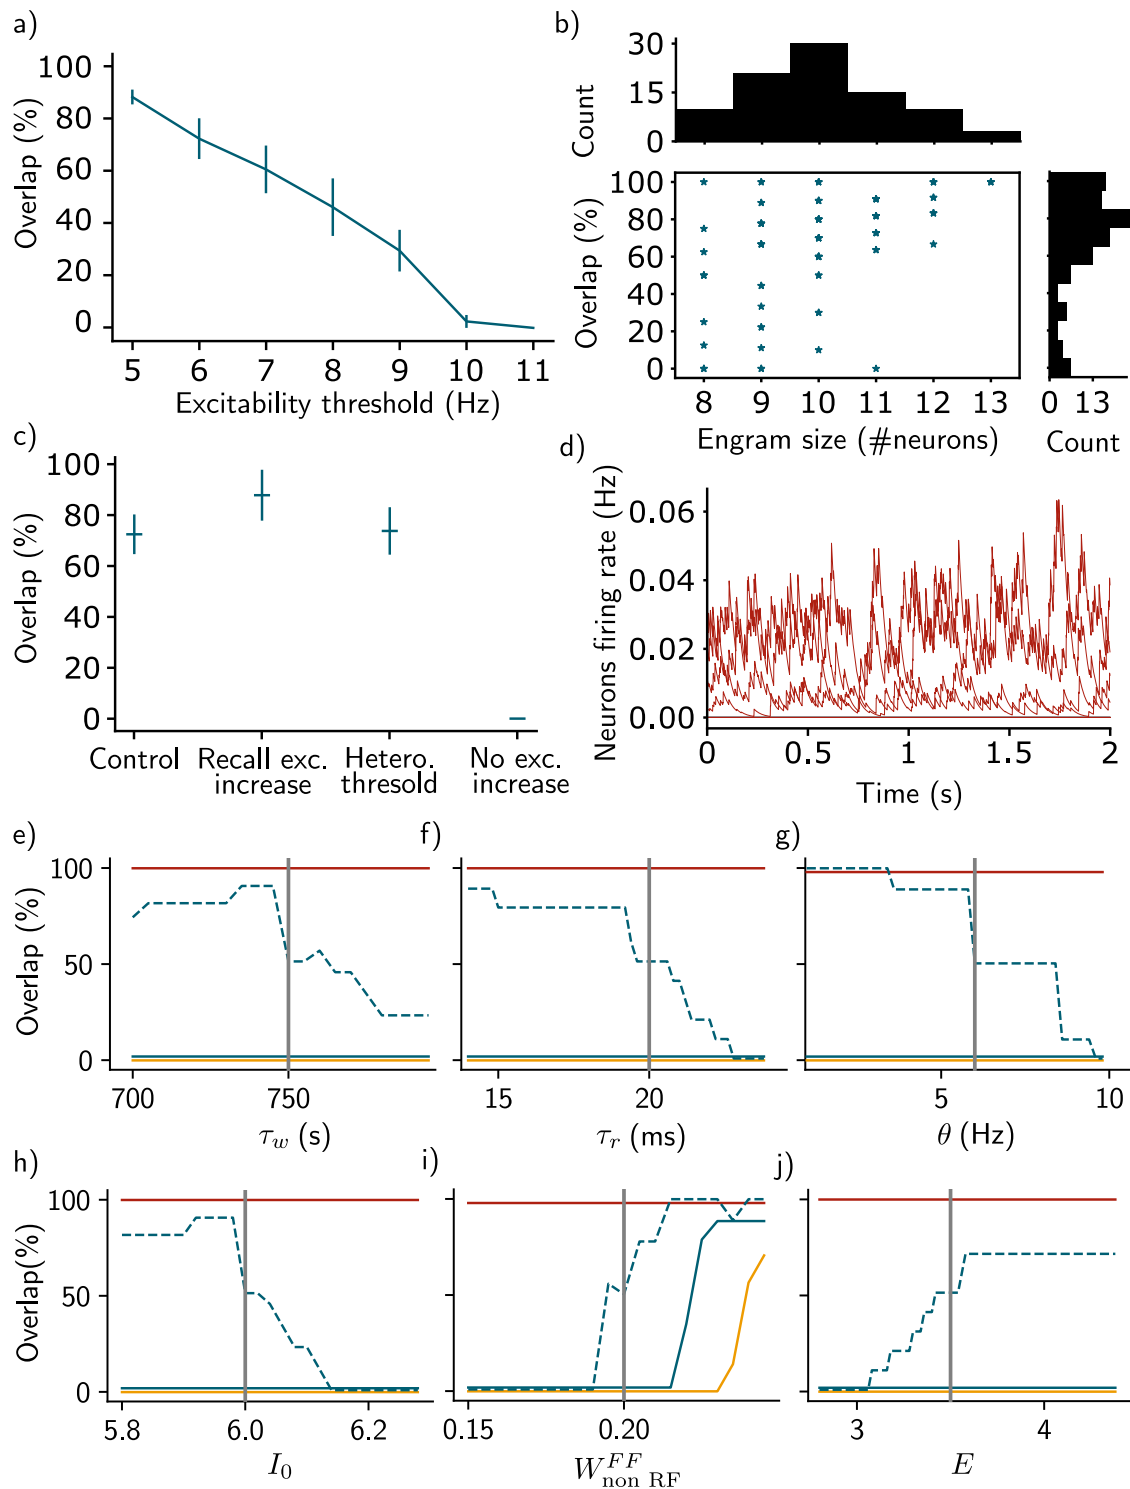 a)
100
80
60
40
20
0
Overlap (%)
5 6 7 8 9 10 11
Excitability threshold (Hz)
b)
30
15
0
Count
100
80
60
40
20
0
Overlap (%)
8 9 10 11 12 13
Engram size (#neurons)
0 13
Count
c)
100
80
60
40
20
0
Overlap (%)
Control
Recall exc.
increase
Hetero.
thresold
No exc.
increase
d)
0.06
0.04
0.02
0.00
Neurons firing rate (Hz)
0 0.5 1 1.5 2
Time (s)
e)
100
50
0
Overlap (%)
700 750
τ_w (s)
f)
15 20
τ_r (ms)
g)
5 10
θ (Hz)
h)
100
50
0
Overlap(%)
5.8 6.0 6.2
I_0
i)
0.15 0.20
W^{FF}_{non RF}
j)
3 4
E